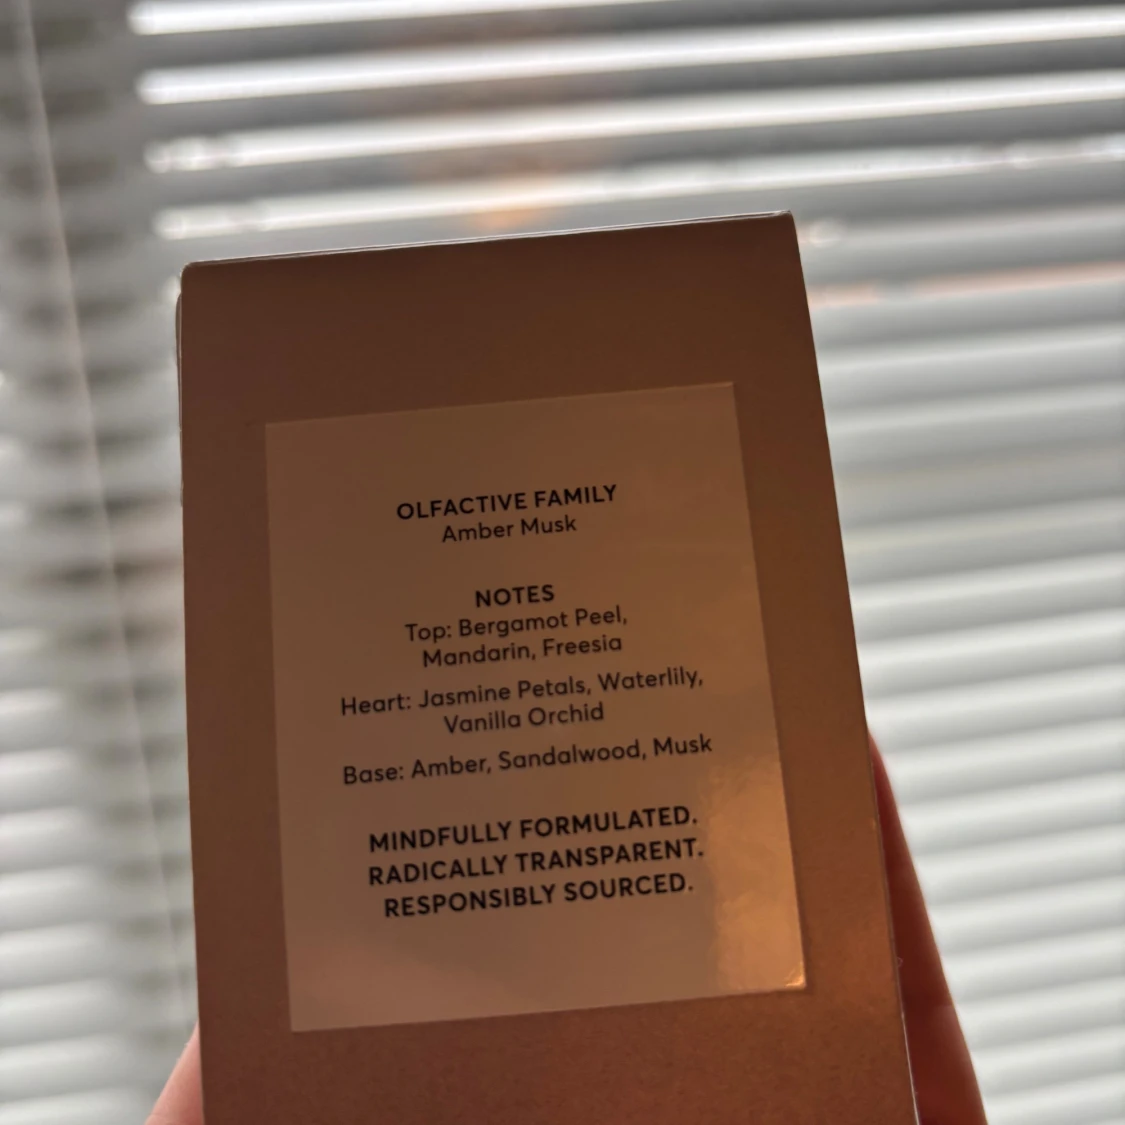 OLFACTIVE FAMILY
Amber Musk
NOTES
Top: Bergamot Peel,
Mandarin, Freesia
Heart: Jasmine Petals, Waterlily,
Vanilla Orchid
Base: Amber, Sandalwood, Musk
MINDFULLY FORMULATED.
RADICALLY TRANSPARENT.
RESPONSIBLY SOURCED.